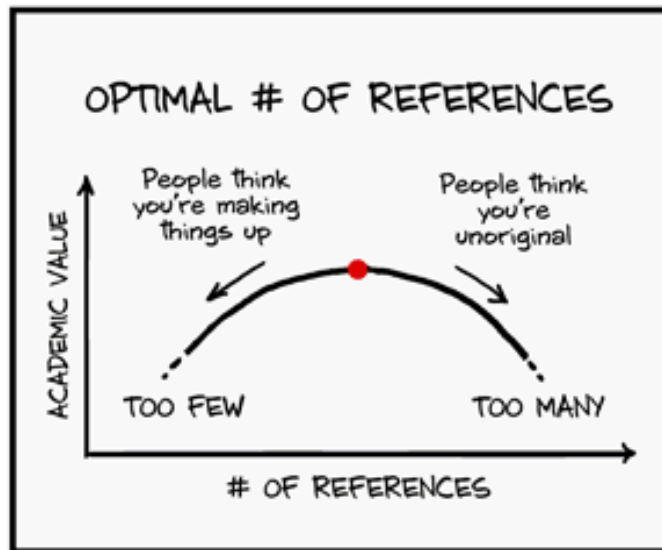 OPTIMAL # OF REFERENCES
People think
you're making
things up
People think
you're
unoriginal
ACADEMIC VALUE
TOO FEW
TOO MANY
# OF REFERENCES